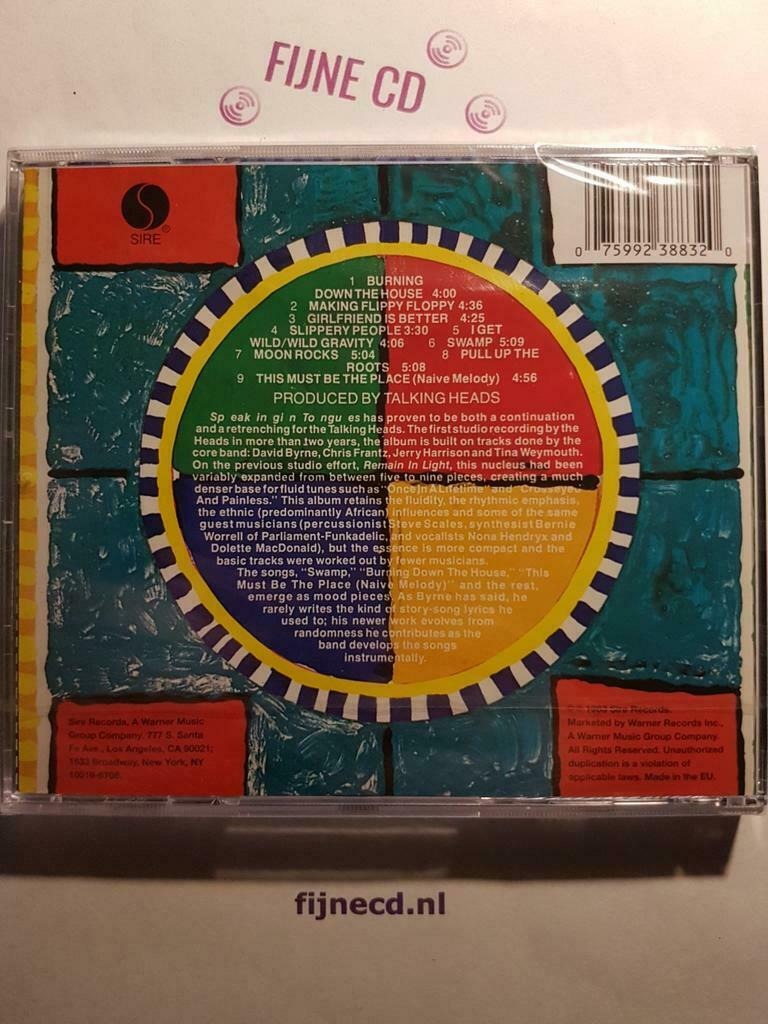 FIJNE CD
SIRE®
0 75992 38832 0
1 BURNING
DOWN THE HOUSE 4:00
2 MAKING FLIPPY FLOPPY 4:36
3 GIRLFRIEND IS BETTER 4:25
4 SLIPPERY PEOPLE 3:30 5 I GET
WILD/WILD GRAVITY 4:06 6 SWAMP 5:09
7 MOON ROCKS 5:04 8 PULL UP THE
ROOTS 5:08
9 THIS MUST BE THE PLACE (Naive Melody) 4:56
PRODUCED BY TALKING HEADS
Sp eak in gi n To ngu es has proven to be both a continuation
and a retrenching for the Talking Heads. The first studio recording by the
Heads in more than two years, the album is built on tracks done by the
core band: David Byrne, Chris Frantz, Jerry Harrison and Tina Weymouth.
On the previous studio effort, Remain In Light, this nucleus had been
variably expanded from between five to nine pieces, creating a much
denser base for fluid tunes such as "Once In A Lifetime" and "Crosseyed
And Painless." This album retains the fluidity, the rhythmic emphasis,
the ethnic (predominantly African) influences and some of the same
guest musicians (percussionist Steve Scales, synthesist Bernie
Worrell of Parliament-Funkadelic, and vocalists Nona Hendryx and
Dolette MacDonald), but the essence is more compact and the
basic tracks were worked out by fewer musicians.
The songs, "Swamp," "Burning Down The House," "This
Must Be The Place (Naive Melody)" and the rest,
emerge as mood pieces. As Byrne has said, he
rarely writes the kind of story-song lyrics he
used to; his newer work evolves from
randomness he contributes as the
band develops the songs
instrumentally.
Sire Records, A Warner Music
Group Company. 777 S. Santa
Fe Ave., Los Angeles, CA 90021;
1633 Broadway, New York, NY
10019-6708.
1983 Sire Records.
Marketed by Warner Records Inc.,
A Warner Music Group Company.
All Rights Reserved. Unauthorized
duplication is a violation of
applicable laws. Made in the EU.
fijnecd.nl